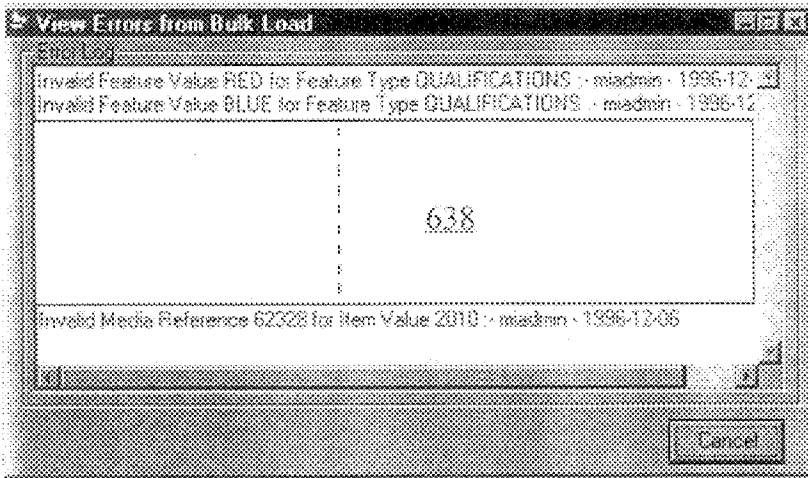 View Errors from Bulk Load
Error Log
Invalid Feature Value RED for Feature Type QUALIFICATIONS :- miadmin - 1996-12-
Invalid Feature Value BLUE for Feature Type QUALIFICATIONS :- miadmin - 1996-12
638
Invalid Media Reference 62328 for Item Value 2010 :- miadmin - 1996-12-06
Cancel